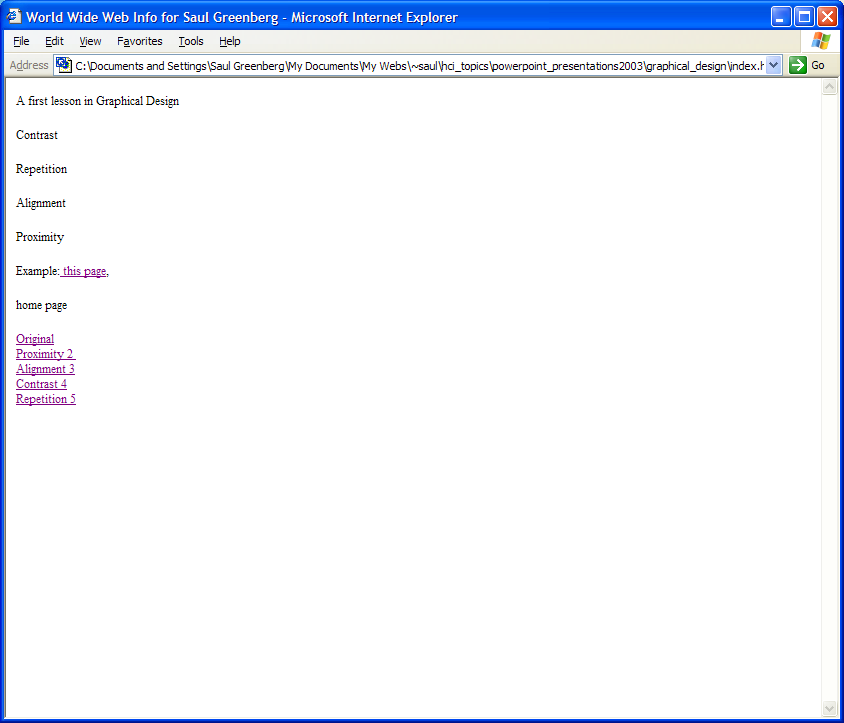 World Wide Web Info for Saul Greenberg - Microsoft Internet Explorer
File Edit View Favorites Tools Help
Address C:\Documents and Settings\Saul Greenberg\My Documents\My Webs\~saul\hci_topics\powerpoint_presentations2003\graphical_design\index.h Go
A first lesson in Graphical Design
Contrast
Repetition
Alignment
Proximity
Example: this page,
home page
Original
Proximity 2
Alignment 3
Contrast 4
Repetition 5